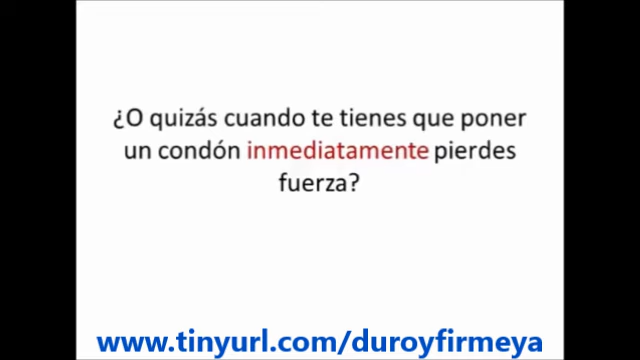 ¿O quizás cuando te tienes que poner
un condón inmediatamente pierdes
fuerza?
www.tinyurl.com/duroyfirmeya